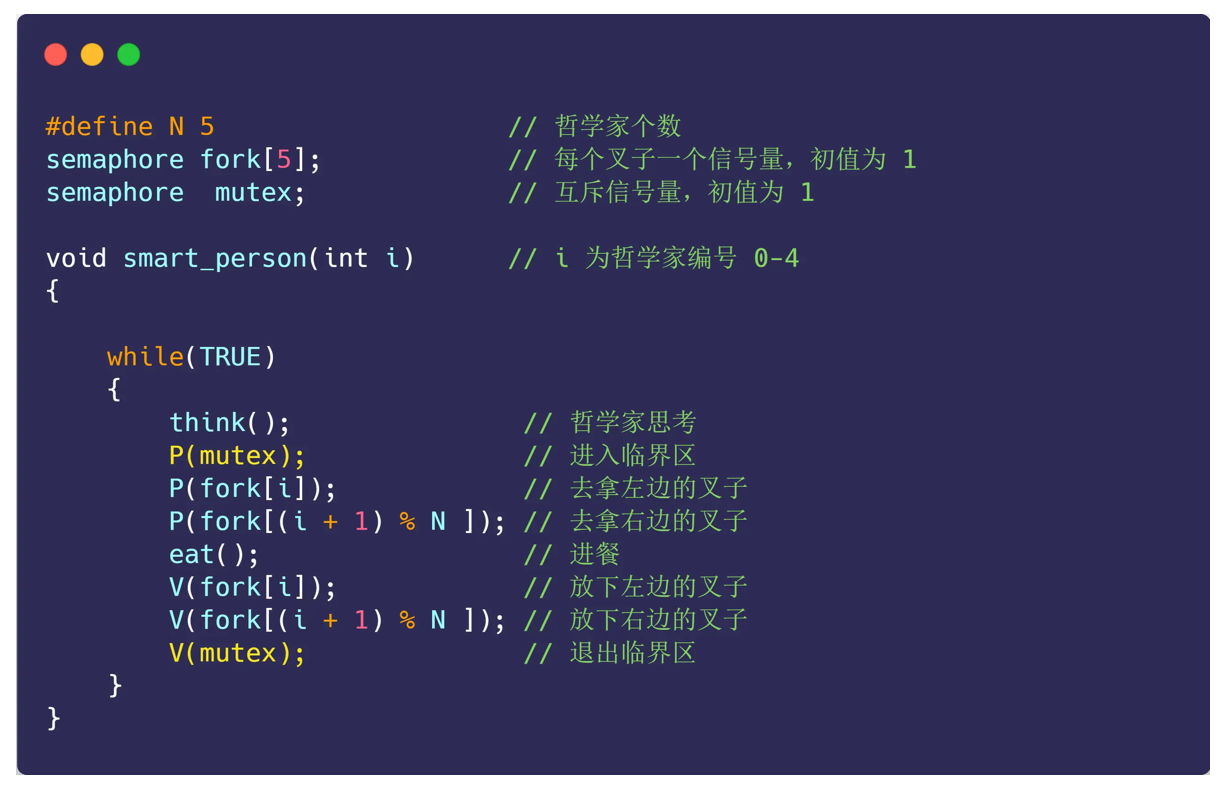 #define N 5 // 哲学家个数
semaphore fork[5]; // 每个叉子一个信号量，初值为 1
semaphore  mutex; // 互斥信号量，初值为 1
void smart_person(int i) // i 为哲学家编号 0-4
{
while(TRUE)
{
think(); // 哲学家思考
P(mutex); // 进入临界区
P(fork[i]); // 去拿左边的叉子
P(fork[(i + 1) % N ]); // 去拿右边的叉子
eat(); // 进餐
V(fork[i]); // 放下左边的叉子
V(fork[(i + 1) % N ]); // 放下右边的叉子
V(mutex); // 退出临界区
}
}